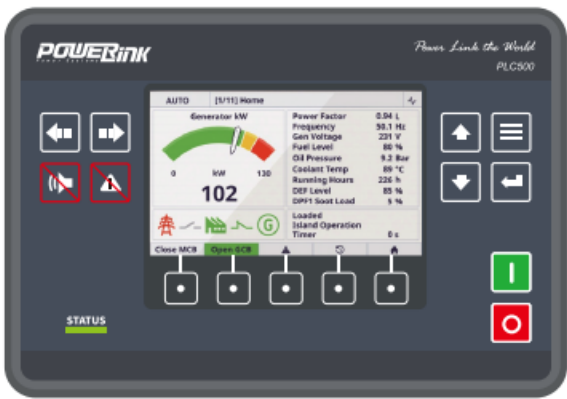 POWERink
Power Systems
Power Link the World
PLC500
AUTO [1/11] Home
Generator kW
0 kW 130
102
Power Factor 0.94 L
Frequency 50.1 Hz
Gen Voltage 231 V
Fuel Level 80 %
Oil Pressure 9.2 Bar
Coolant Temp 89 °C
Running Hours 226 h
DEF Level 85 %
DPF1 Soot Load 5 %
G
Loaded
Island Operation
Timer 0 s
Close MCB Open GCB
STATUS